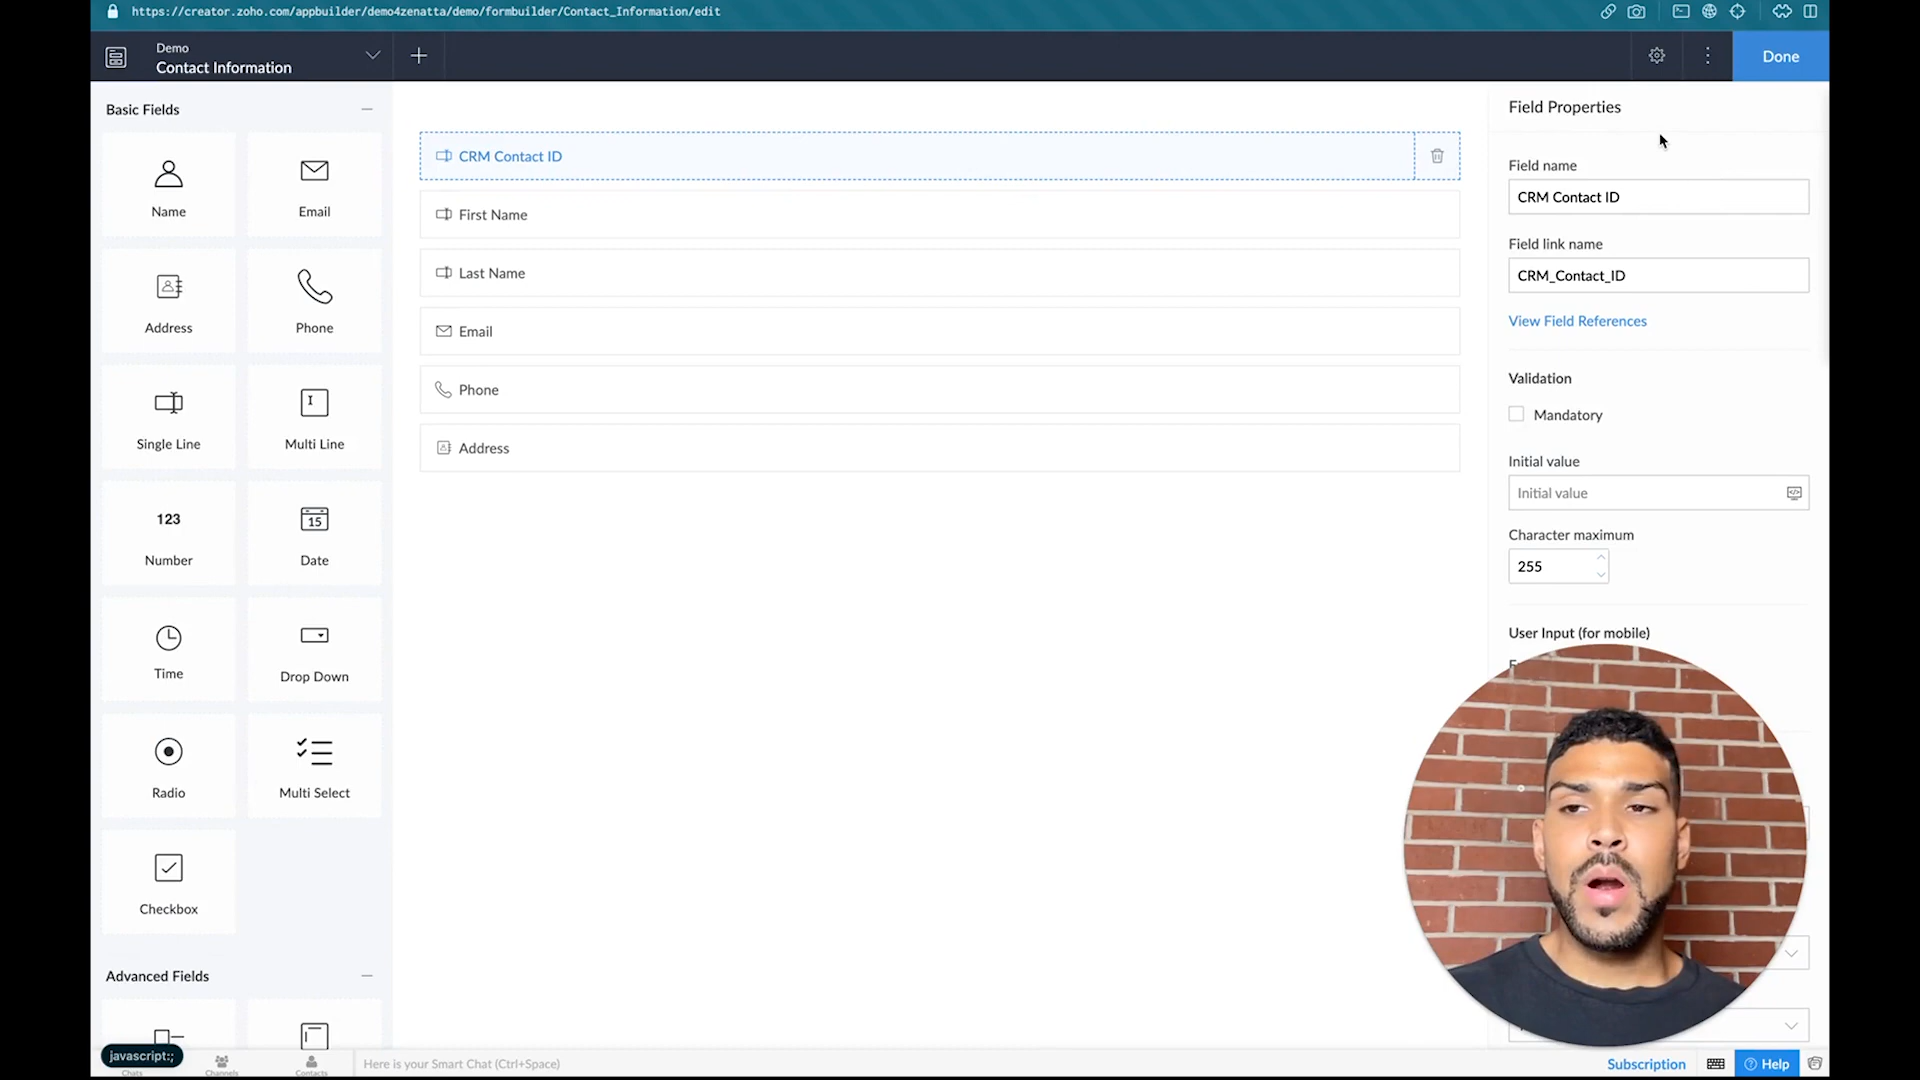 https://creator.zoho.com/appbuilder/demo4zenatta/demo/formbuilder/Contact_Information/edit
Demo
Contact Information
Done
Basic Fields
Name
Email
Address
Phone
Single Line
Multi Line
123
Number
15
Date
Time
Drop Down
Radio
Multi Select
Checkbox
Advanced Fields
CRM Contact ID
First Name
Last Name
Email
Phone
Address
Field Properties
Field name
CRM Contact ID
Field link name
CRM_Contact_ID
View Field References
Validation
Mandatory
Initial value
Initial value
Character maximum
255
User Input (for mobile)
javascript:;
Chats
Channels
Contacts
Here is your Smart Chat (Ctrl+Space)
Subscription
Help